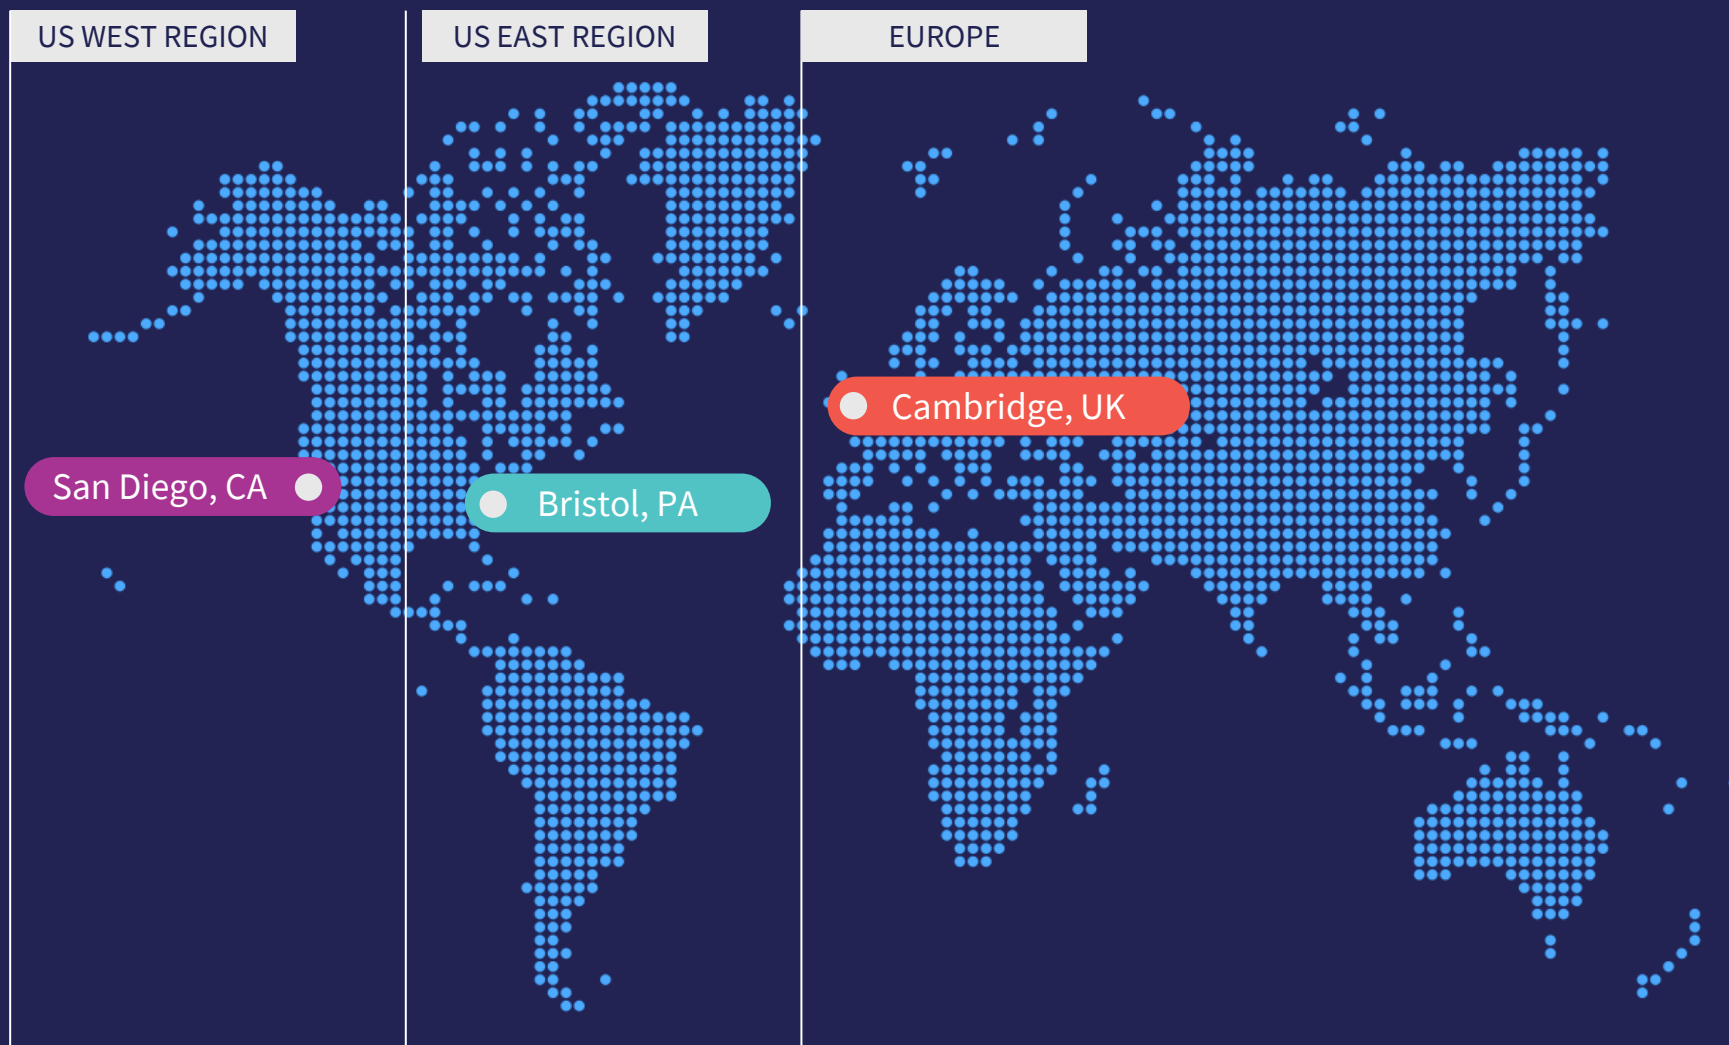 US WEST REGION
US EAST REGION
EUROPE
Cambridge, UK
San Diego, CA
Bristol, PA